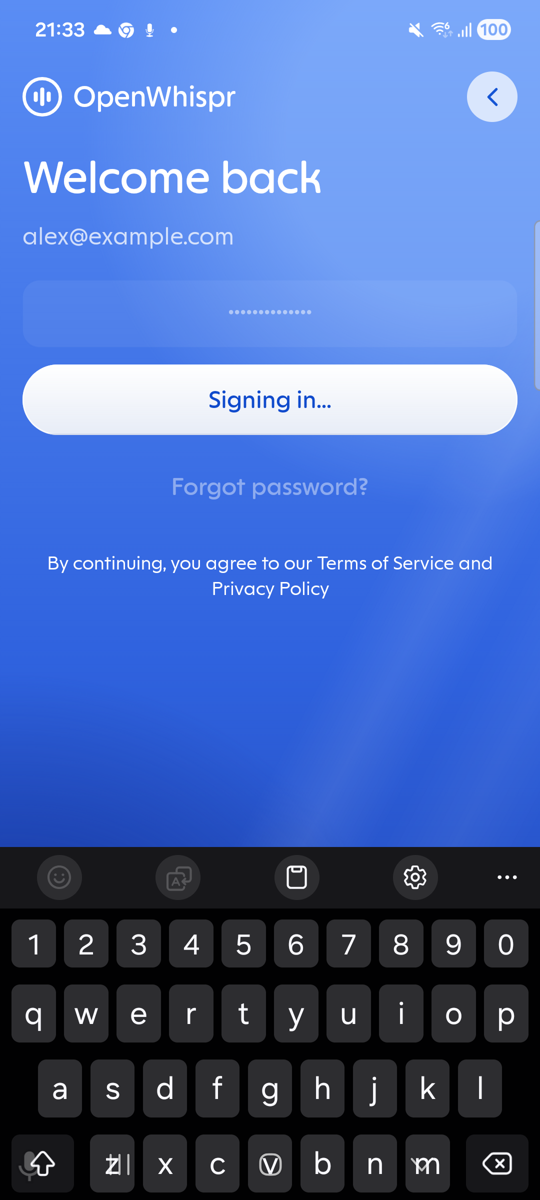 21:33
100
OpenWhispr
Welcome back
alex@example.com
••••••••••••••
Signing in...
Forgot password?
By continuing, you agree to our Terms of Service and
Privacy Policy
1 2 3 4 5 6 7 8 9 0
q w e r t y u i o p
a s d f g h j k l
z x c v b n m